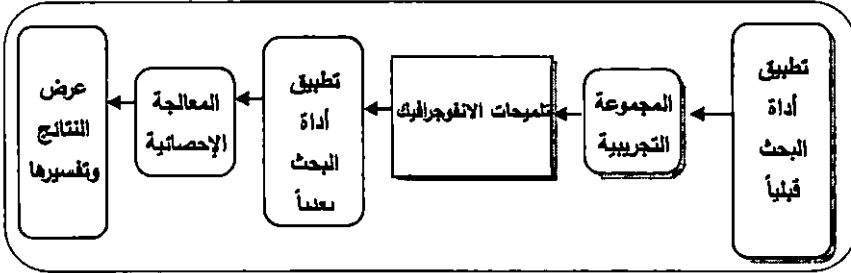 تطبيق
أداة
البحث
قبلياً
المجموعة
التجريبية
تلميحات الانفوجرافيك
تطبيق
أداة
البحث
بعدياً
المعالجة
الإحصائية
عرض
النتائج
وتفسيرها